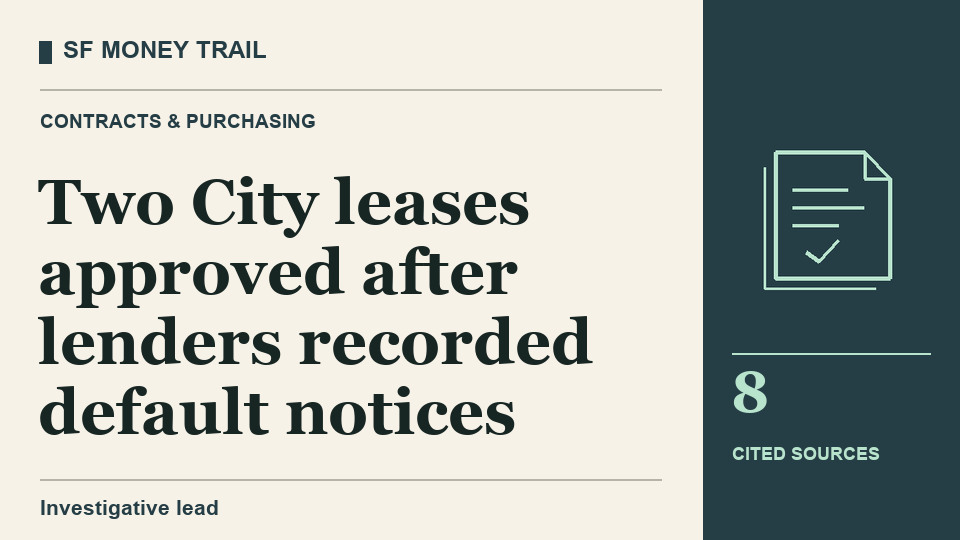 SF MONEY TRAIL
CONTRACTS & PURCHASING
Two City leases
approved after
lenders recorded
default notices
Investigative lead
8
CITED SOURCES